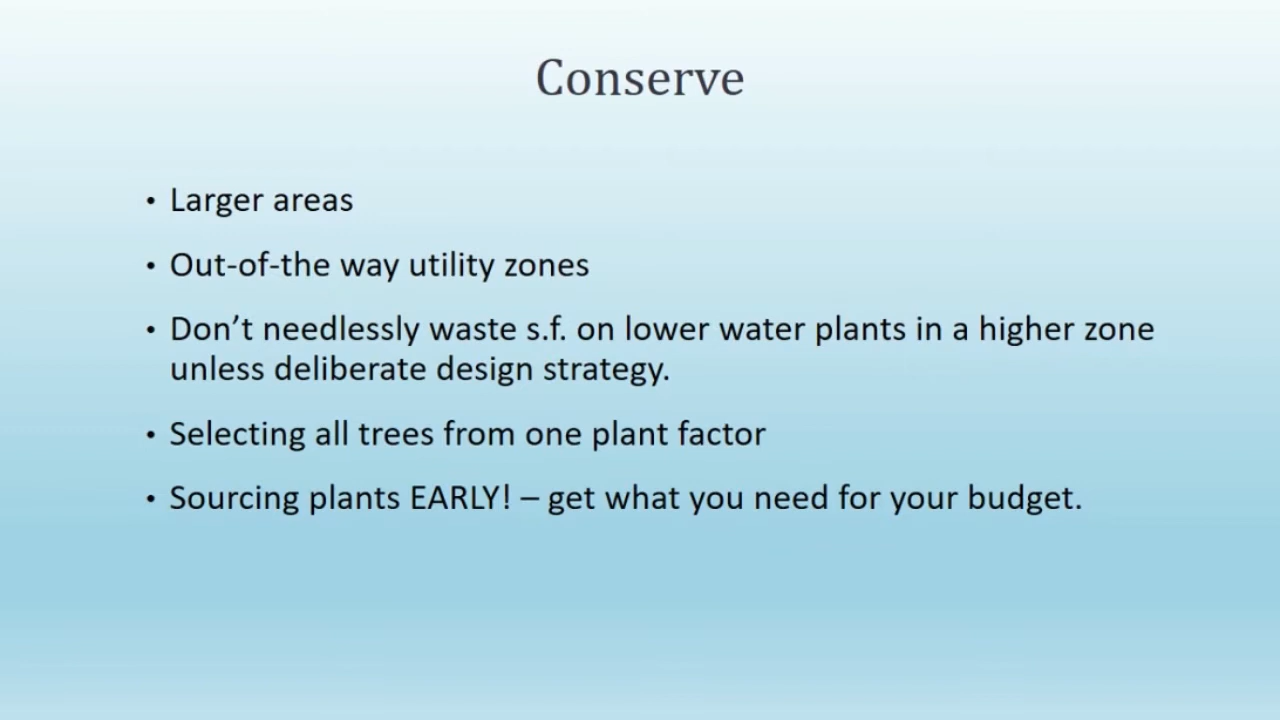 Conserve
• Larger areas
• Out-of-the way utility zones
• Don’t needlessly waste s.f. on lower water plants in a higher zone
unless deliberate design strategy.
• Selecting all trees from one plant factor
• Sourcing plants EARLY! – get what you need for your budget.